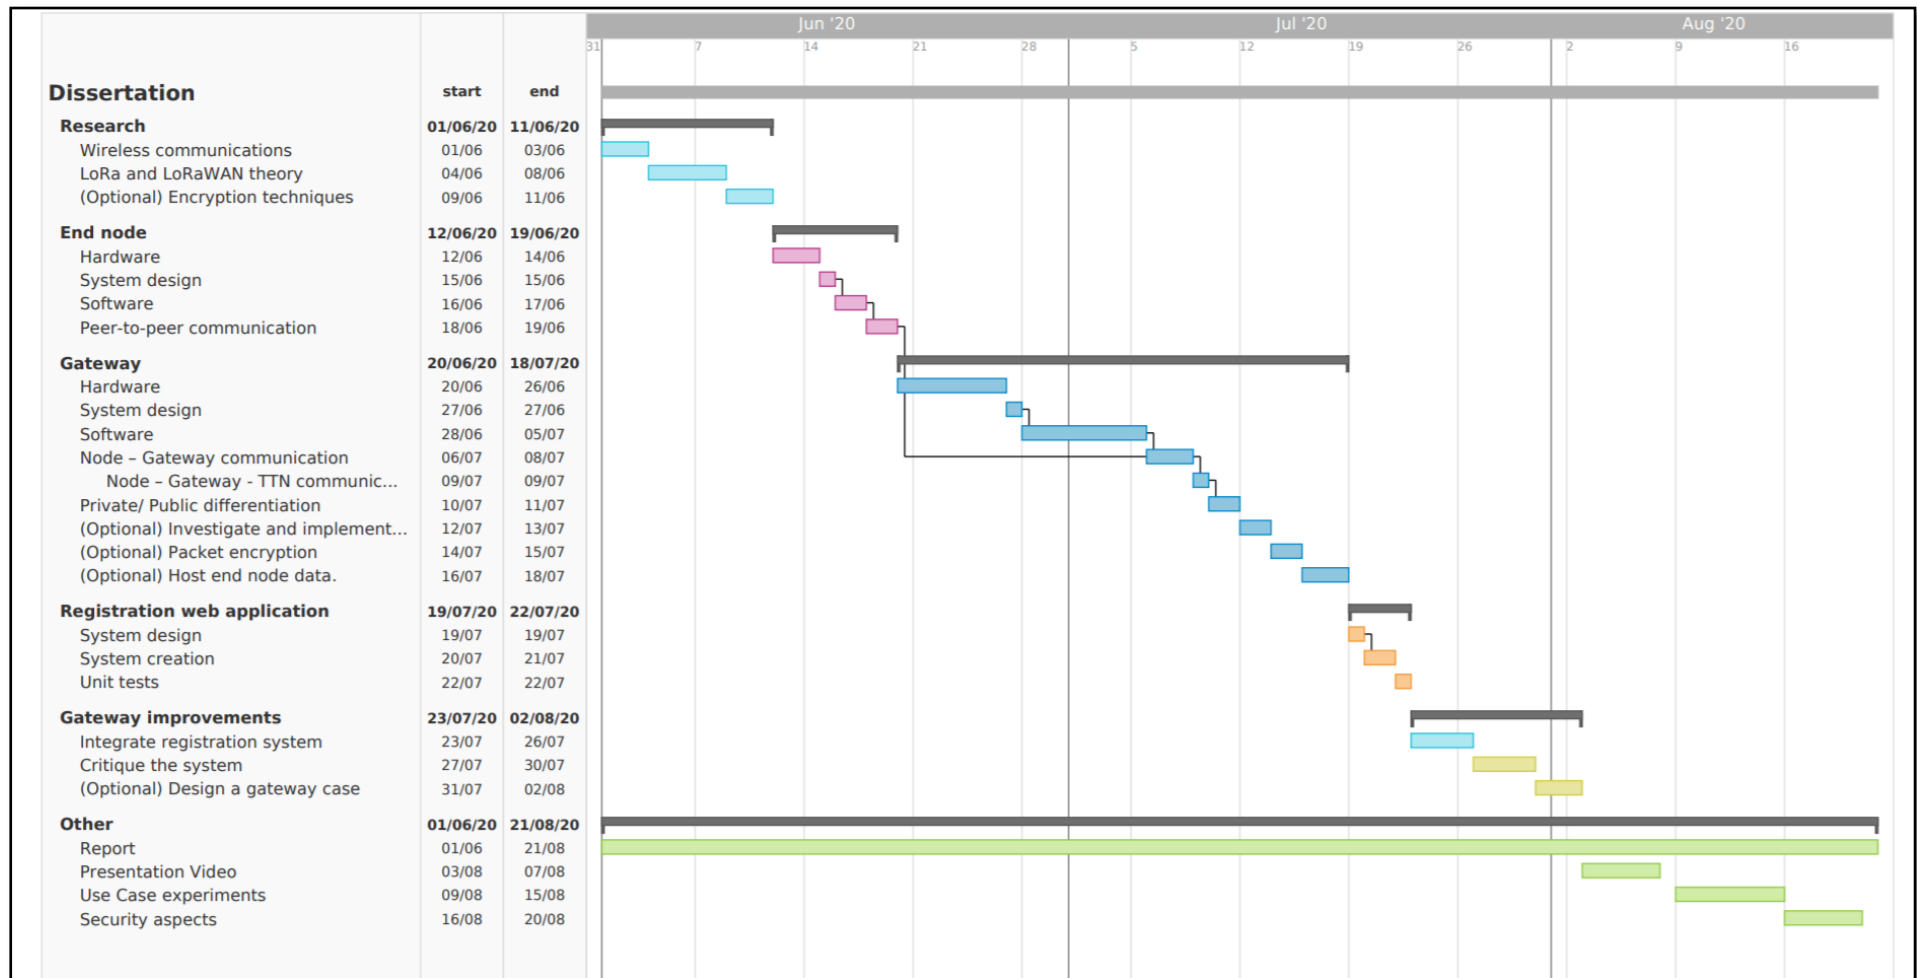 Jun '20 Jul '20 Aug '20
31 7 14 21 28 5 12 19 26 2 9 16
Dissertation start end
Research 01/06/20 11/06/20
Wireless communications 01/06 03/06
LoRa and LoRaWAN theory 04/06 08/06
(Optional) Encryption techniques 09/06 11/06
End node 12/06/20 19/06/20
Hardware 12/06 14/06
System design 15/06 15/06
Software 16/06 17/06
Peer-to-peer communication 18/06 19/06
Gateway 20/06/20 18/07/20
Hardware 20/06 26/06
System design 27/06 27/06
Software 28/06 05/07
Node – Gateway communication 06/07 08/07
Node – Gateway - TTN communic... 09/07 09/07
Private/ Public differentiation 10/07 11/07
(Optional) Investigate and implement... 12/07 13/07
(Optional) Packet encryption 14/07 15/07
(Optional) Host end node data. 16/07 18/07
Registration web application 19/07/20 22/07/20
System design 19/07 19/07
System creation 20/07 21/07
Unit tests 22/07 22/07
Gateway improvements 23/07/20 02/08/20
Integrate registration system 23/07 26/07
Critique the system 27/07 30/07
(Optional) Design a gateway case 31/07 02/08
Other 01/06/20 21/08/20
Report 01/06 21/08
Presentation Video 03/08 07/08
Use Case experiments 09/08 15/08
Security aspects 16/08 20/08